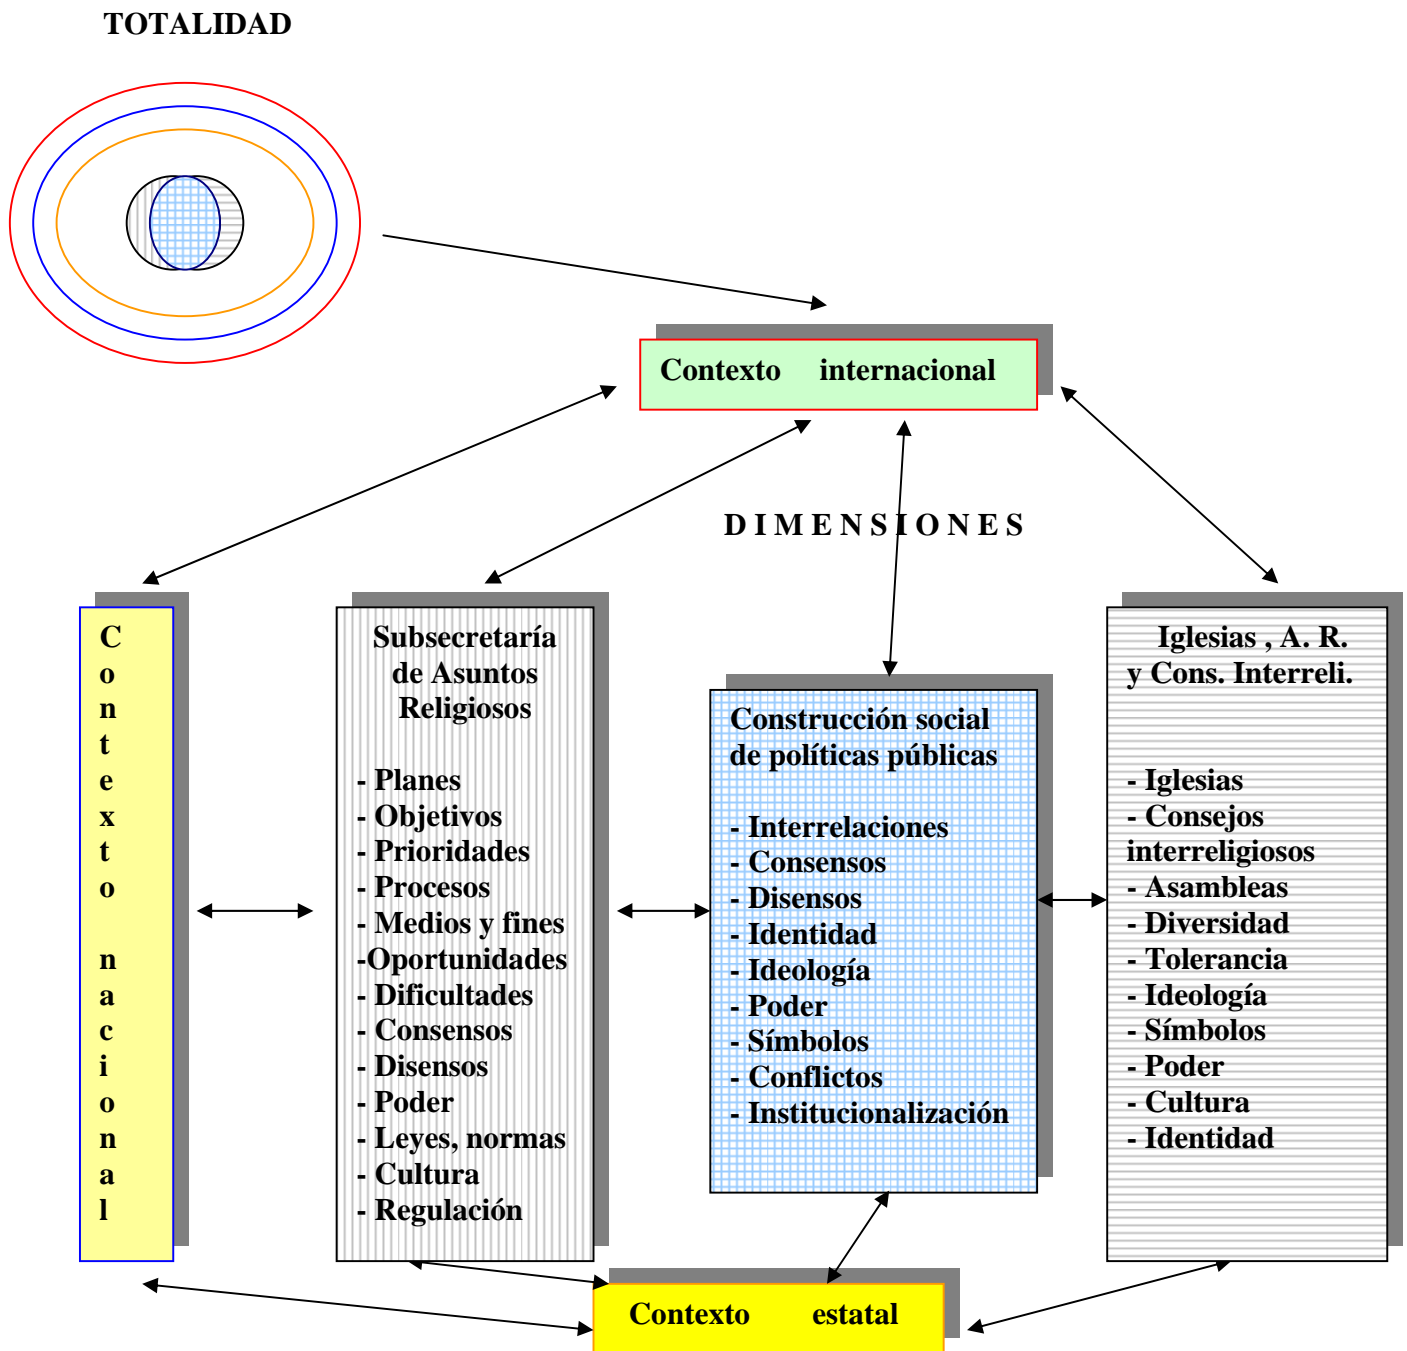 TOTALIDAD
Contexto internacional
D I M E N S I O N E S
C
o
n
t
e
x
t
o
n
a
c
i
o
n
a
l
Subsecretaría
de Asuntos
Religiosos
- Planes
- Objetivos
- Prioridades
- Procesos
- Medios y fines
-Oportunidades
- Dificultades
- Consensos
- Disensos
- Poder
- Leyes, normas
- Cultura
- Regulación
Construcción social
de políticas públicas
- Interrelaciones
- Consensos
- Disensos
- Identidad
- Ideología
- Poder
- Símbolos
- Conflictos
- Institucionalización
Iglesias , A. R.
y Cons. Interreli.
- Iglesias
- Consejos
interreligiosos
- Asambleas
- Diversidad
- Tolerancia
- Ideología
- Símbolos
- Poder
- Cultura
- Identidad
Contexto estatal